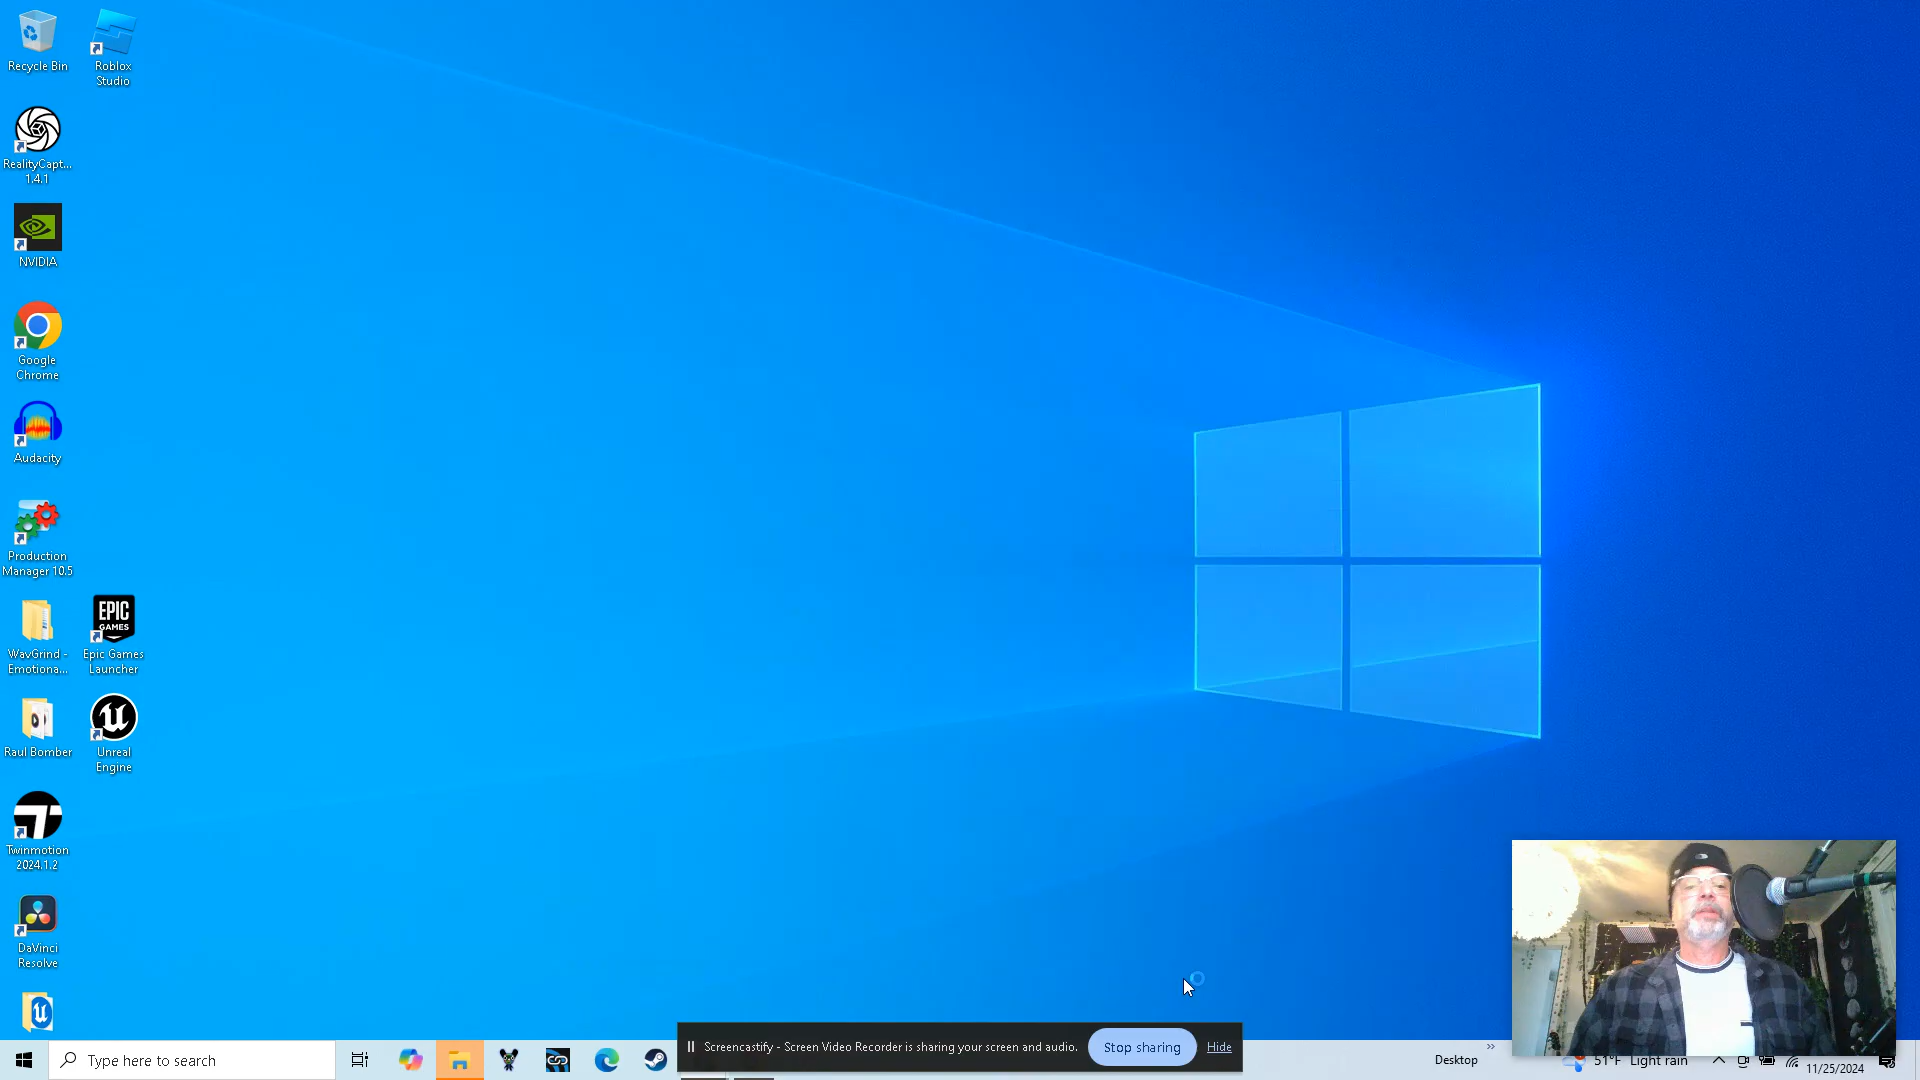 Recycle Bin
Roblox
Studio
RealityCapt...
1.4.1
NVIDIA
Google
Chrome
Audacity
Production
Manager 10.5
WavGrind -
Emotiona...
EPIC
GAMES
Epic Games
Launcher
Raul Bomber
Unreal
Engine
Twinmotion
2024.1.2
DaVinci
Resolve
Type here to search
Screencastify - Screen Video Recorder is sharing your screen and audio.
Stop sharing
Hide
Desktop
51°F Light rain
11/25/2024